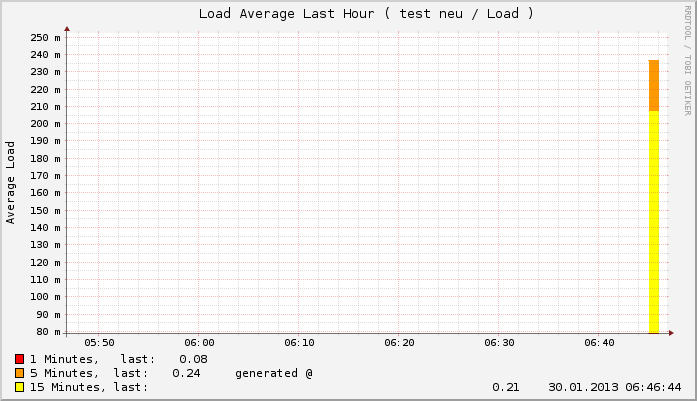 Load Average Last Hour ( test neu / Load )
RRDTOOL / TOBI OETIKER
Average Load
250 m
240 m
230 m
220 m
210 m
200 m
190 m
180 m
170 m
160 m
150 m
140 m
130 m
120 m
110 m
100 m
90 m
80 m
05:50 06:00 06:10 06:20 06:30 06:40
1 Minutes, last: 0.08
5 Minutes, last: 0.24 generated @
15 Minutes, last: 0.21 30.01.2013 06:46:44